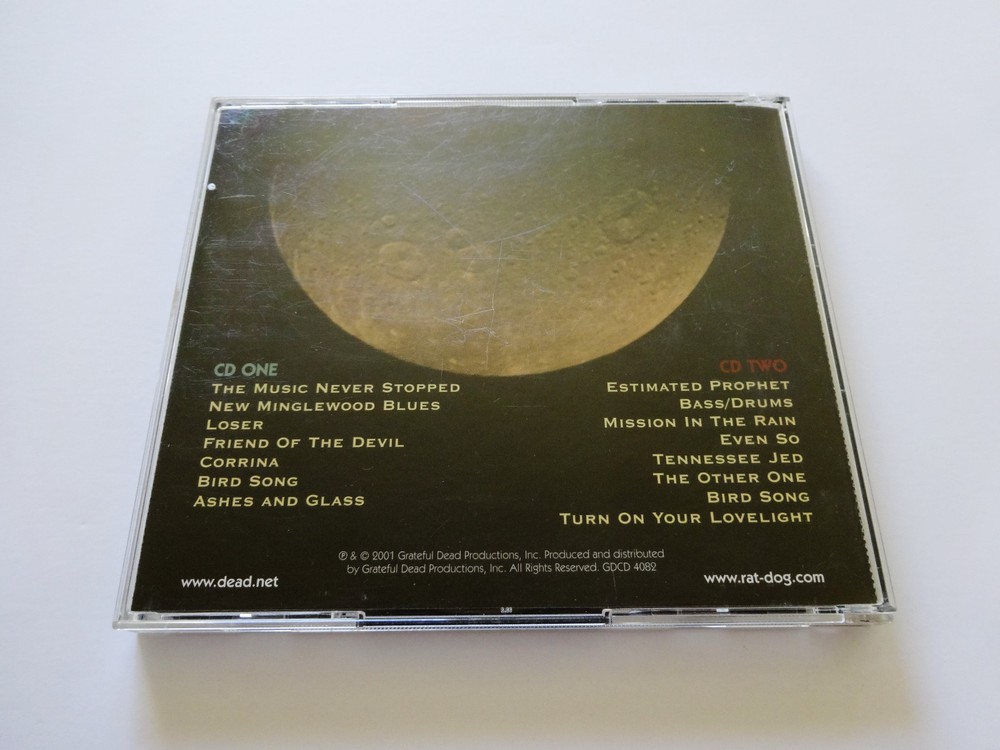 CD ONE
THE MUSIC NEVER STOPPED
NEW MINGLEWOOD BLUES
LOSER
FRIEND OF THE DEVIL
CORRINA
BIRD SONG
ASHES AND GLASS
CD TWO
ESTIMATED PROPHET
BASS/DRUMS
MISSION IN THE RAIN
EVEN SO
TENNESSEE JED
THE OTHER ONE
BIRD SONG
TURN ON YOUR LOVELIGHT
℗ & © 2001 Grateful Dead Productions, Inc. Produced and distributed
by Grateful Dead Productions, Inc. All Rights Reserved. GDCD 4082
www.dead.net
www.rat-dog.com